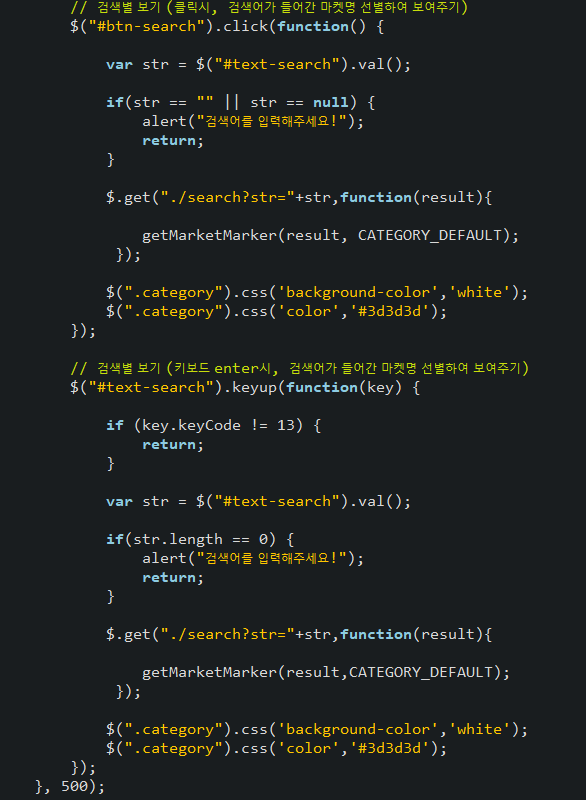 // 검색별 보기 (클릭시, 검색어가 들어간 마켓명 선별하여 보여주기)
$("#btn-search").click(function() {
var str = $("#text-search").val();
if(str == "" || str == null) {
alert("검색어를 입력해주세요!");
return;
}
$.get("./search?str="+str,function(result){
getMarketMarker(result, CATEGORY_DEFAULT);
});
$(".category").css('background-color','white');
$(".category").css('color','#3d3d3d');
});
// 검색별 보기 (키보드 enter시, 검색어가 들어간 마켓명 선별하여 보여주기)
$("#text-search").keyup(function(key) {
if (key.keyCode != 13) {
return;
}
var str = $("#text-search").val();
if(str.length == 0) {
alert("검색어를 입력해주세요!");
return;
}
$.get("./search?str="+str,function(result){
getMarketMarker(result,CATEGORY_DEFAULT);
});
$(".category").css('background-color','white');
$(".category").css('color','#3d3d3d');
});
}, 500);